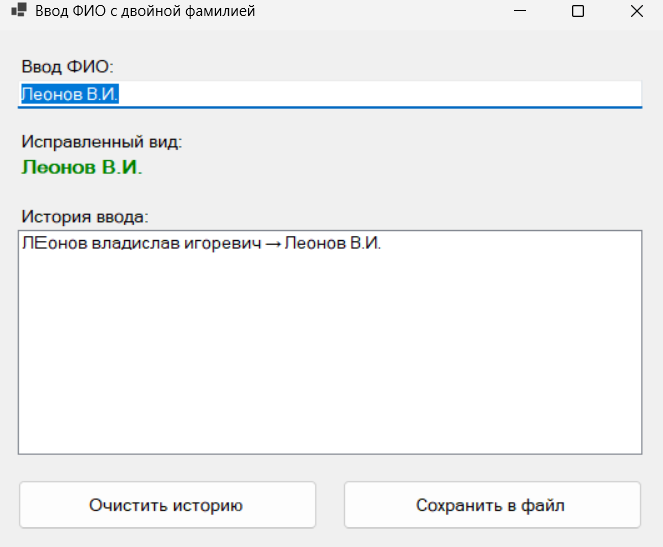 Ввод ФИО с двойной фамилией
Ввод ФИО:
Леонов В.И.
Исправленный вид:
Леонов В.И.
История ввода:
ЛЕонов владислав игоревич → Леонов В.И.
Очистить историю
Сохранить в файл